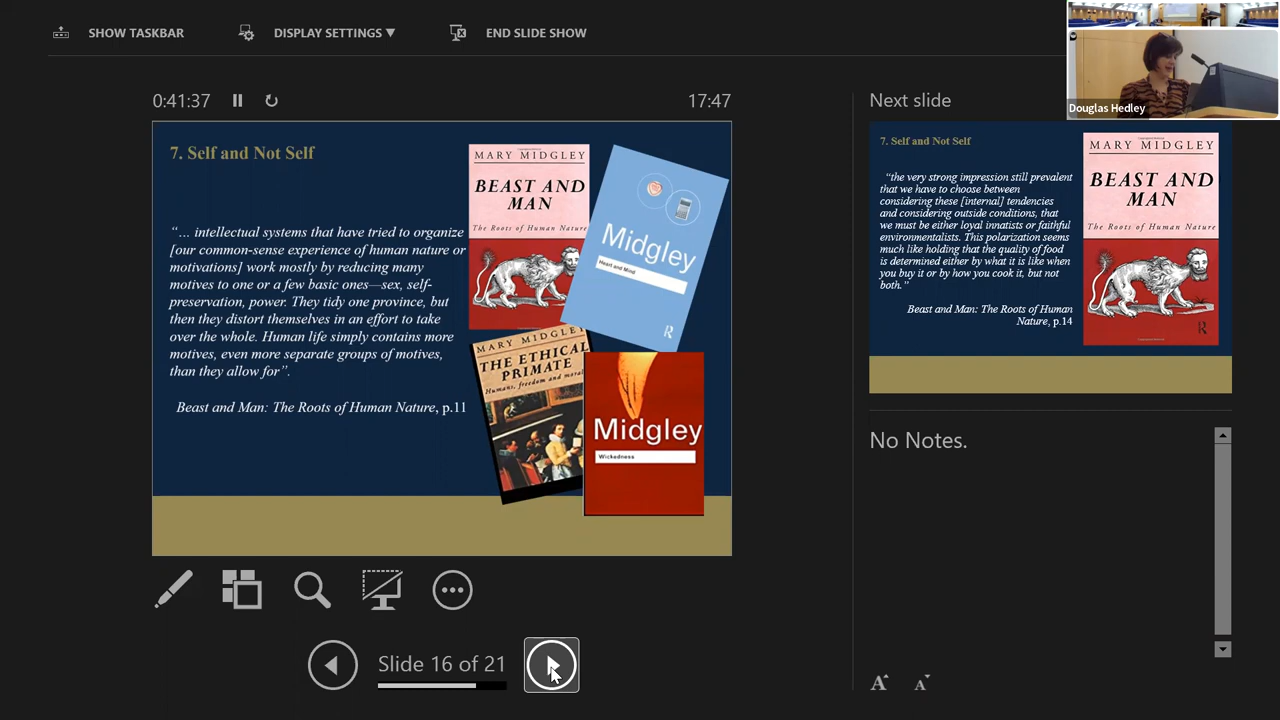 SHOW TASKBAR
DISPLAY SETTINGS ▼
END SLIDE SHOW
Douglas Hedley
0:41:37
17:47
7. Self and Not Self
“… intellectual systems that have tried to organize
[our common-sense experience of human nature or
motivations] work mostly by reducing many
motives to one or a few basic ones—sex, self-
preservation, power. They tidy one province, but
then they distort themselves in an effort to take
over the whole. Human life simply contains more
motives, even more separate groups of motives,
than they allow for”.
Beast and Man: The Roots of Human Nature, p.11
MARY MIDGLEY
BEAST AND
MAN
The Roots of Human Nature
Midgley
Heart and Mind
R
MARY MIDGLEY
THE ETHICAL
PRIMATE
Humans, freedom and moral
Midgley
Wickedness
Next slide
7. Self and Not Self
“the very strong impression still prevalent
that we have to choose between
considering these [internal] tendencies
and considering outside conditions, that
we must be either loyal innatists or faithful
environmentalists. This polarization seems
much like holding that the quality of food
is determined either by what it is like when
you buy it or by how you cook it, but not
both.”
Beast and Man: The Roots of Human
Nature, p.14
MARY MIDGLEY
BEAST AND
MAN
The Roots of Human Nature
R
No Notes.
Slide 16 of 21
A A